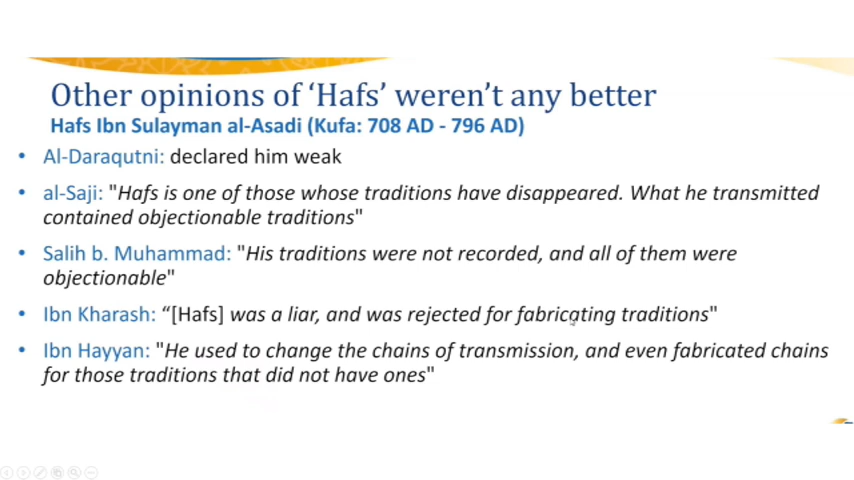 Other opinions of ‘Hafs’ weren’t any better
Hafs Ibn Sulayman al-Asadi (Kufa: 708 AD - 796 AD)
• Al-Daraqutni: declared him weak
• al-Saji: "Hafs is one of those whose traditions have disappeared. What he transmitted
contained objectionable traditions"
• Salih b. Muhammad: "His traditions were not recorded, and all of them were
objectionable"
• Ibn Kharash: “[Hafs] was a liar, and was rejected for fabricating traditions"
• Ibn Hayyan: "He used to change the chains of transmission, and even fabricated chains
for those traditions that did not have ones"